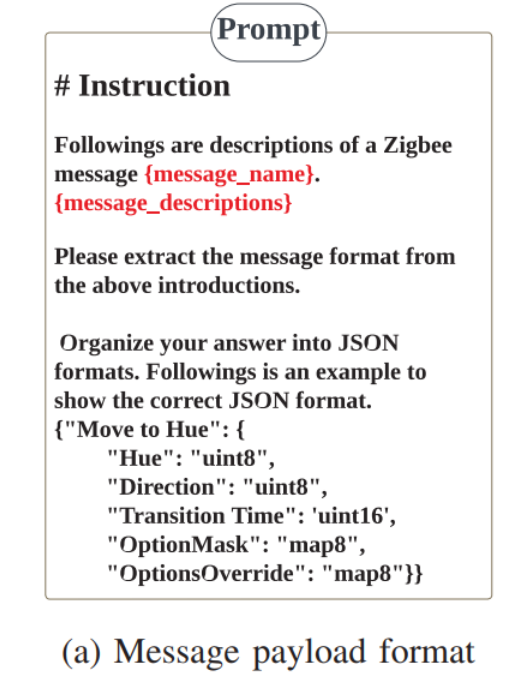 Prompt
# Instruction
Followings are descriptions of a Zigbee
message {message_name}.
{message_descriptions}
Please extract the message format from
the above introductions.
Organize your answer into JSON
formats. Followings is an example to
show the correct JSON format.
{"Move to Hue": {
"Hue": "uint8",
"Direction": "uint8",
"Transition Time": 'uint16',
"OptionMask": "map8",
"OptionsOverride": "map8"}}
(a) Message payload format